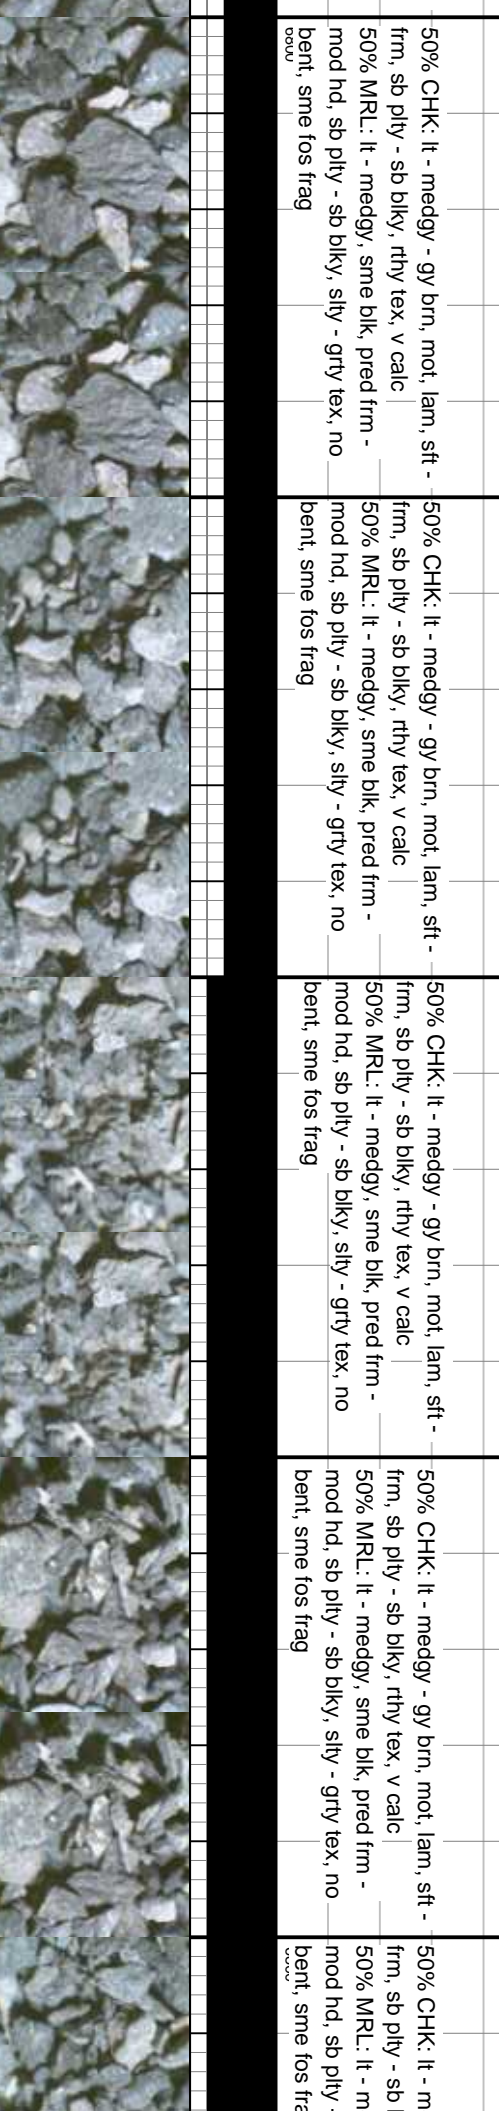 50% CHK: lt - medgy - gy brn, mot, lam, sft -
frm, sb plty - sb blky, rthy tex, v calc
50% MRL: lt - medgy, sme blk, pred frm -
mod hd, sb plty - sb blky, slty - grty tex, no
bent, sme fos frag
50% CHK: lt - medgy - gy brn, mot, lam, sft -
frm, sb plty - sb blky, rthy tex, v calc
50% MRL: lt - medgy, sme blk, pred frm -
mod hd, sb plty - sb blky, slty - grty tex, no
bent, sme fos frag
50% CHK: lt - medgy - gy brn, mot, lam, sft -
frm, sb plty - sb blky, rthy tex, v calc
50% MRL: lt - medgy, sme blk, pred frm -
mod hd, sb plty - sb blky, slty - grty tex, no
bent, sme fos frag
50% CHK: lt - medgy - gy brn, mot, lam, sft -
frm, sb plty - sb blky, rthy tex, v calc
50% MRL: lt - medgy, sme blk, pred frm -
mod hd, sb plty - sb blky, slty - grty tex, no
bent, sme fos frag
50% CHK: lt - m
frm, sb plty - sb
50% MRL: lt - m
mod hd, sb plty -
bent, sme fos fra